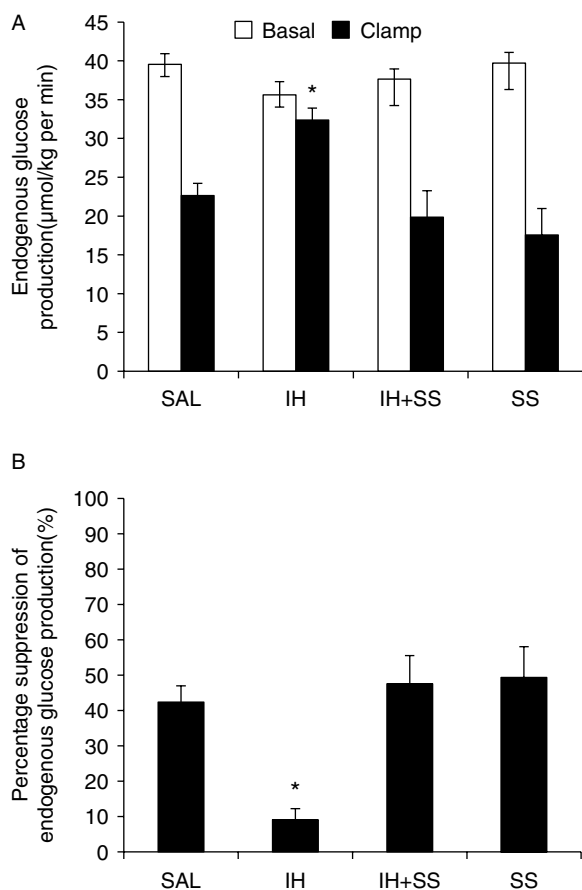 A
Basal Clamp
Endogenous glucose
production(µmol/kg per min)
45
40
35
30
25
20
15
10
5
0
*
SAL IH IH+SS SS
B
Percentage suppression of
endogenous glucose production(%)
100
90
80
70
60
50
40
30
20
10
0
*
SAL IH IH+SS SS